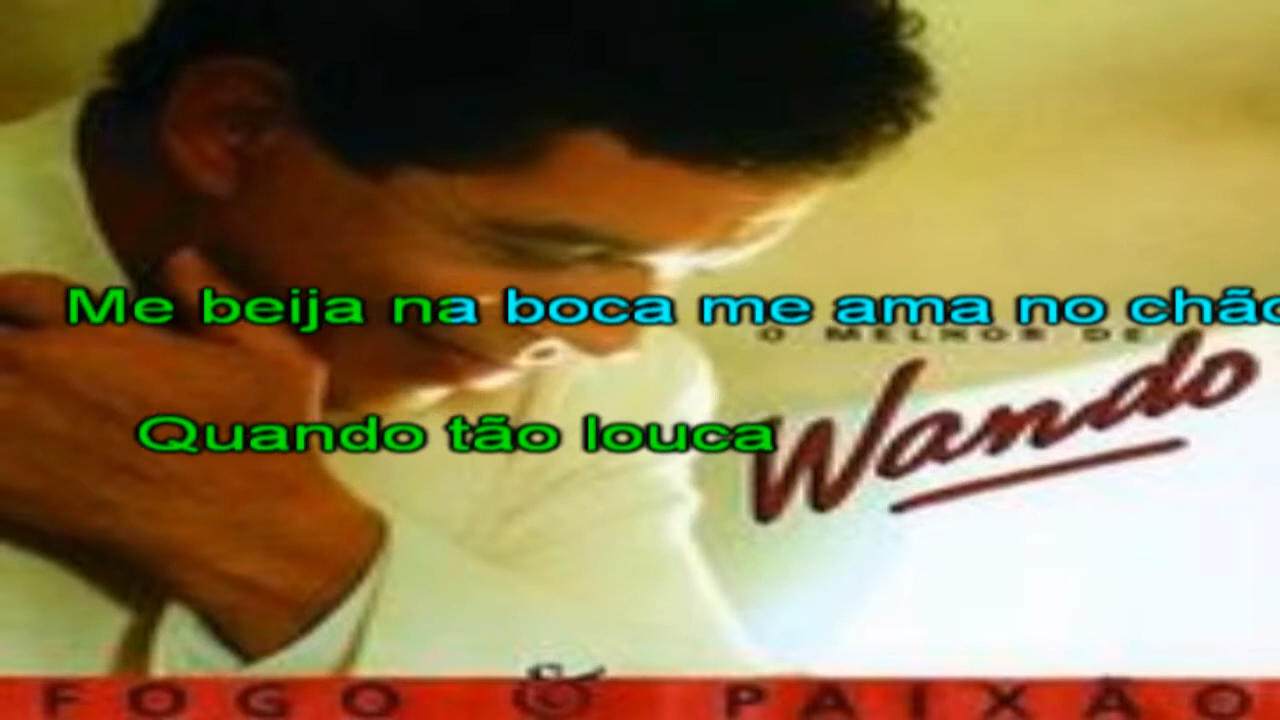 Me beija na boca me ama no chão
O MELHOR DE
Wando
Quando tão louca
FOGO & PAIXÃO